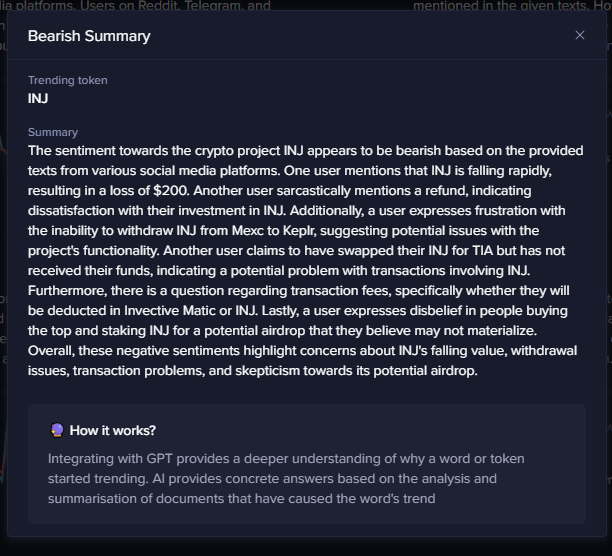 ia platforms. Users on Reddit, Telegram, and
mentioned in the given texts. Ho
Bearish Summary
Trending token
INJ
Summary
The sentiment towards the crypto project INJ appears to be bearish based on the provided
texts from various social media platforms. One user mentions that INJ is falling rapidly,
resulting in a loss of $200. Another user sarcastically mentions a refund, indicating
dissatisfaction with their investment in INJ. Additionally, a user expresses frustration with
the inability to withdraw INJ from Mexc to Keplr, suggesting potential issues with the
project's functionality. Another user claims to have swapped their INJ for TIA but has not
received their funds, indicating a potential problem with transactions involving INJ.
Furthermore, there is a question regarding transaction fees, specifically whether they will
be deducted in Invective Matic or INJ. Lastly, a user expresses disbelief in people buying
the top and staking INJ for a potential airdrop that they believe may not materialize.
Overall, these negative sentiments highlight concerns about INJ's falling value, withdrawal
issues, transaction problems, and skepticism towards its potential airdrop.
How it works?
Integrating with GPT provides a deeper understanding of why a word or token
started trending. AI provides concrete answers based on the analysis and
summarisation of documents that have caused the word's trend